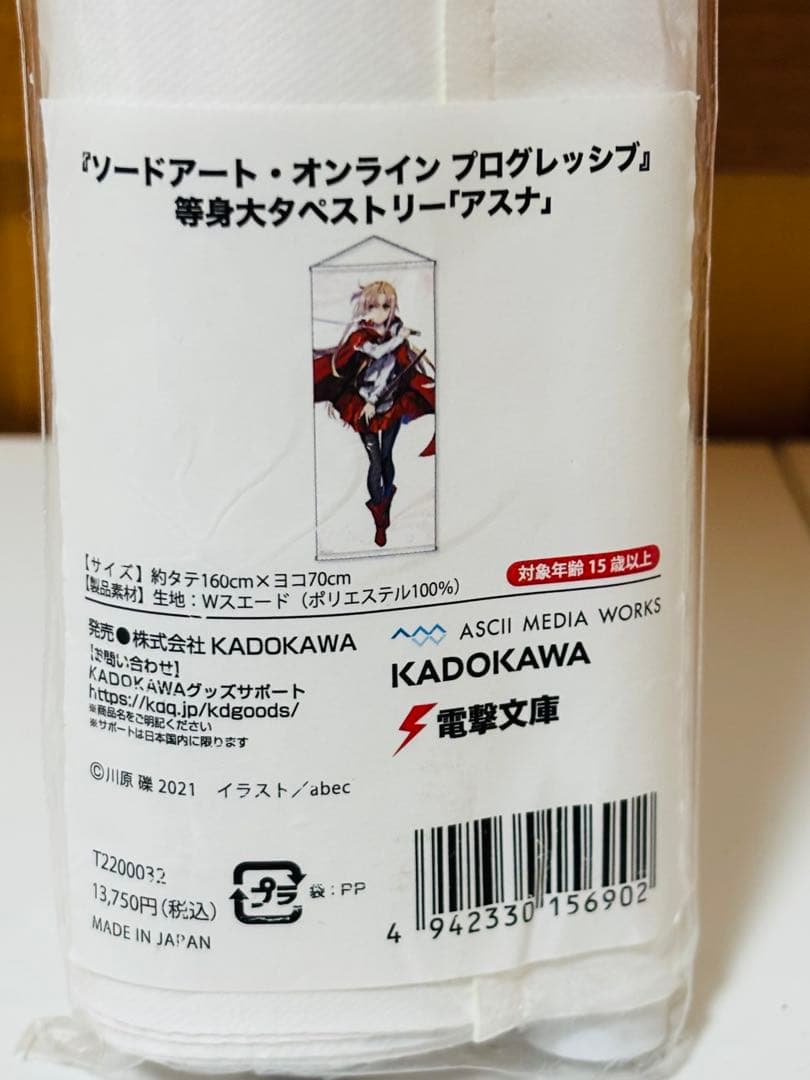 『ソードアート・オンライン プログレッシブ』
等身大タペストリー「アスナ」
【サイズ】約タテ160cm×ヨコ70cm
【製品素材】生地：Wスエード（ポリエステル100%）
対象年齢15歳以上
発売●株式会社 KADOKAWA
【お問い合わせ】
KADOKAWAグッズサポート
https://kdq.jp/kdgoods/
※商品名をご明記ください
※サポートは日本国内に限ります
ASCII MEDIA WORKS
KADOKAWA
電撃文庫
©川原 礫 2021 イラスト／abec
T2200032
13,750円（税込）
MADE IN JAPAN
プラ
袋：PP
4 942330 156902